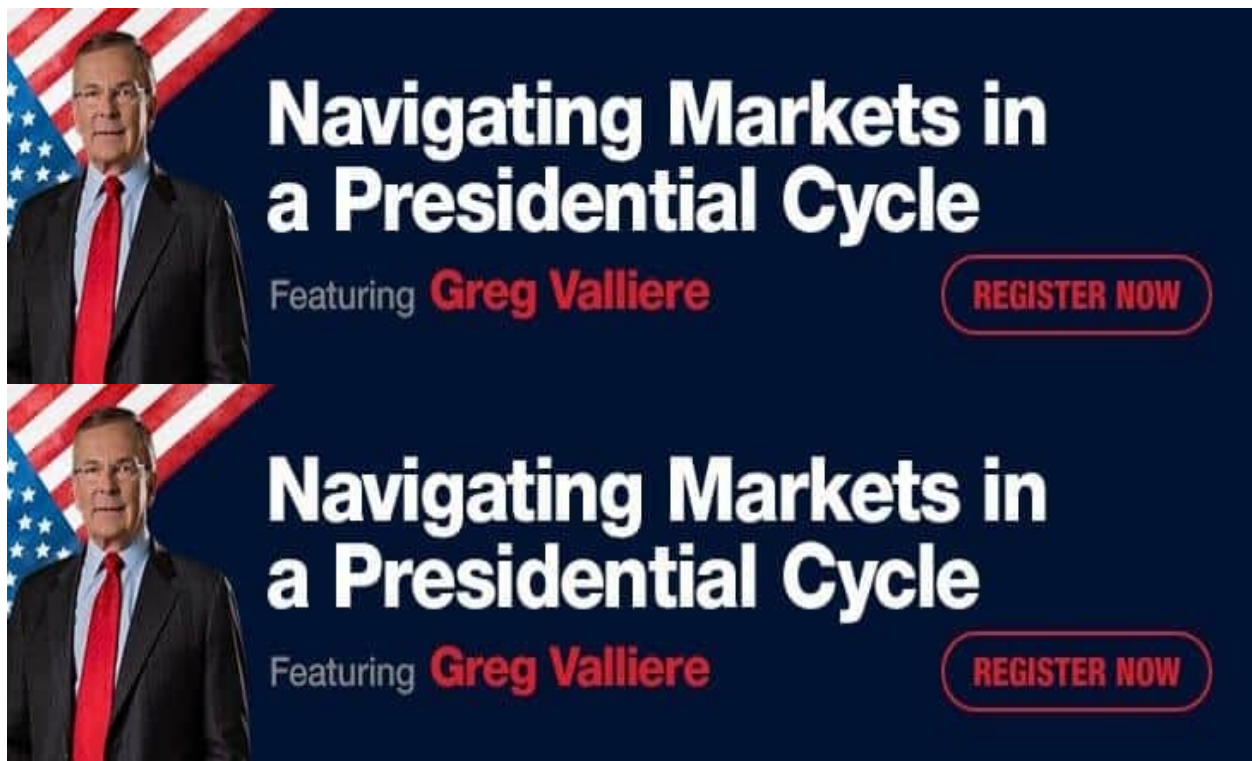 Navigating Markets in
a Presidential Cycle
Featuring Greg Valliere
REGISTER NOW
Navigating Markets in
a Presidential Cycle
Featuring Greg Valliere
REGISTER NOW